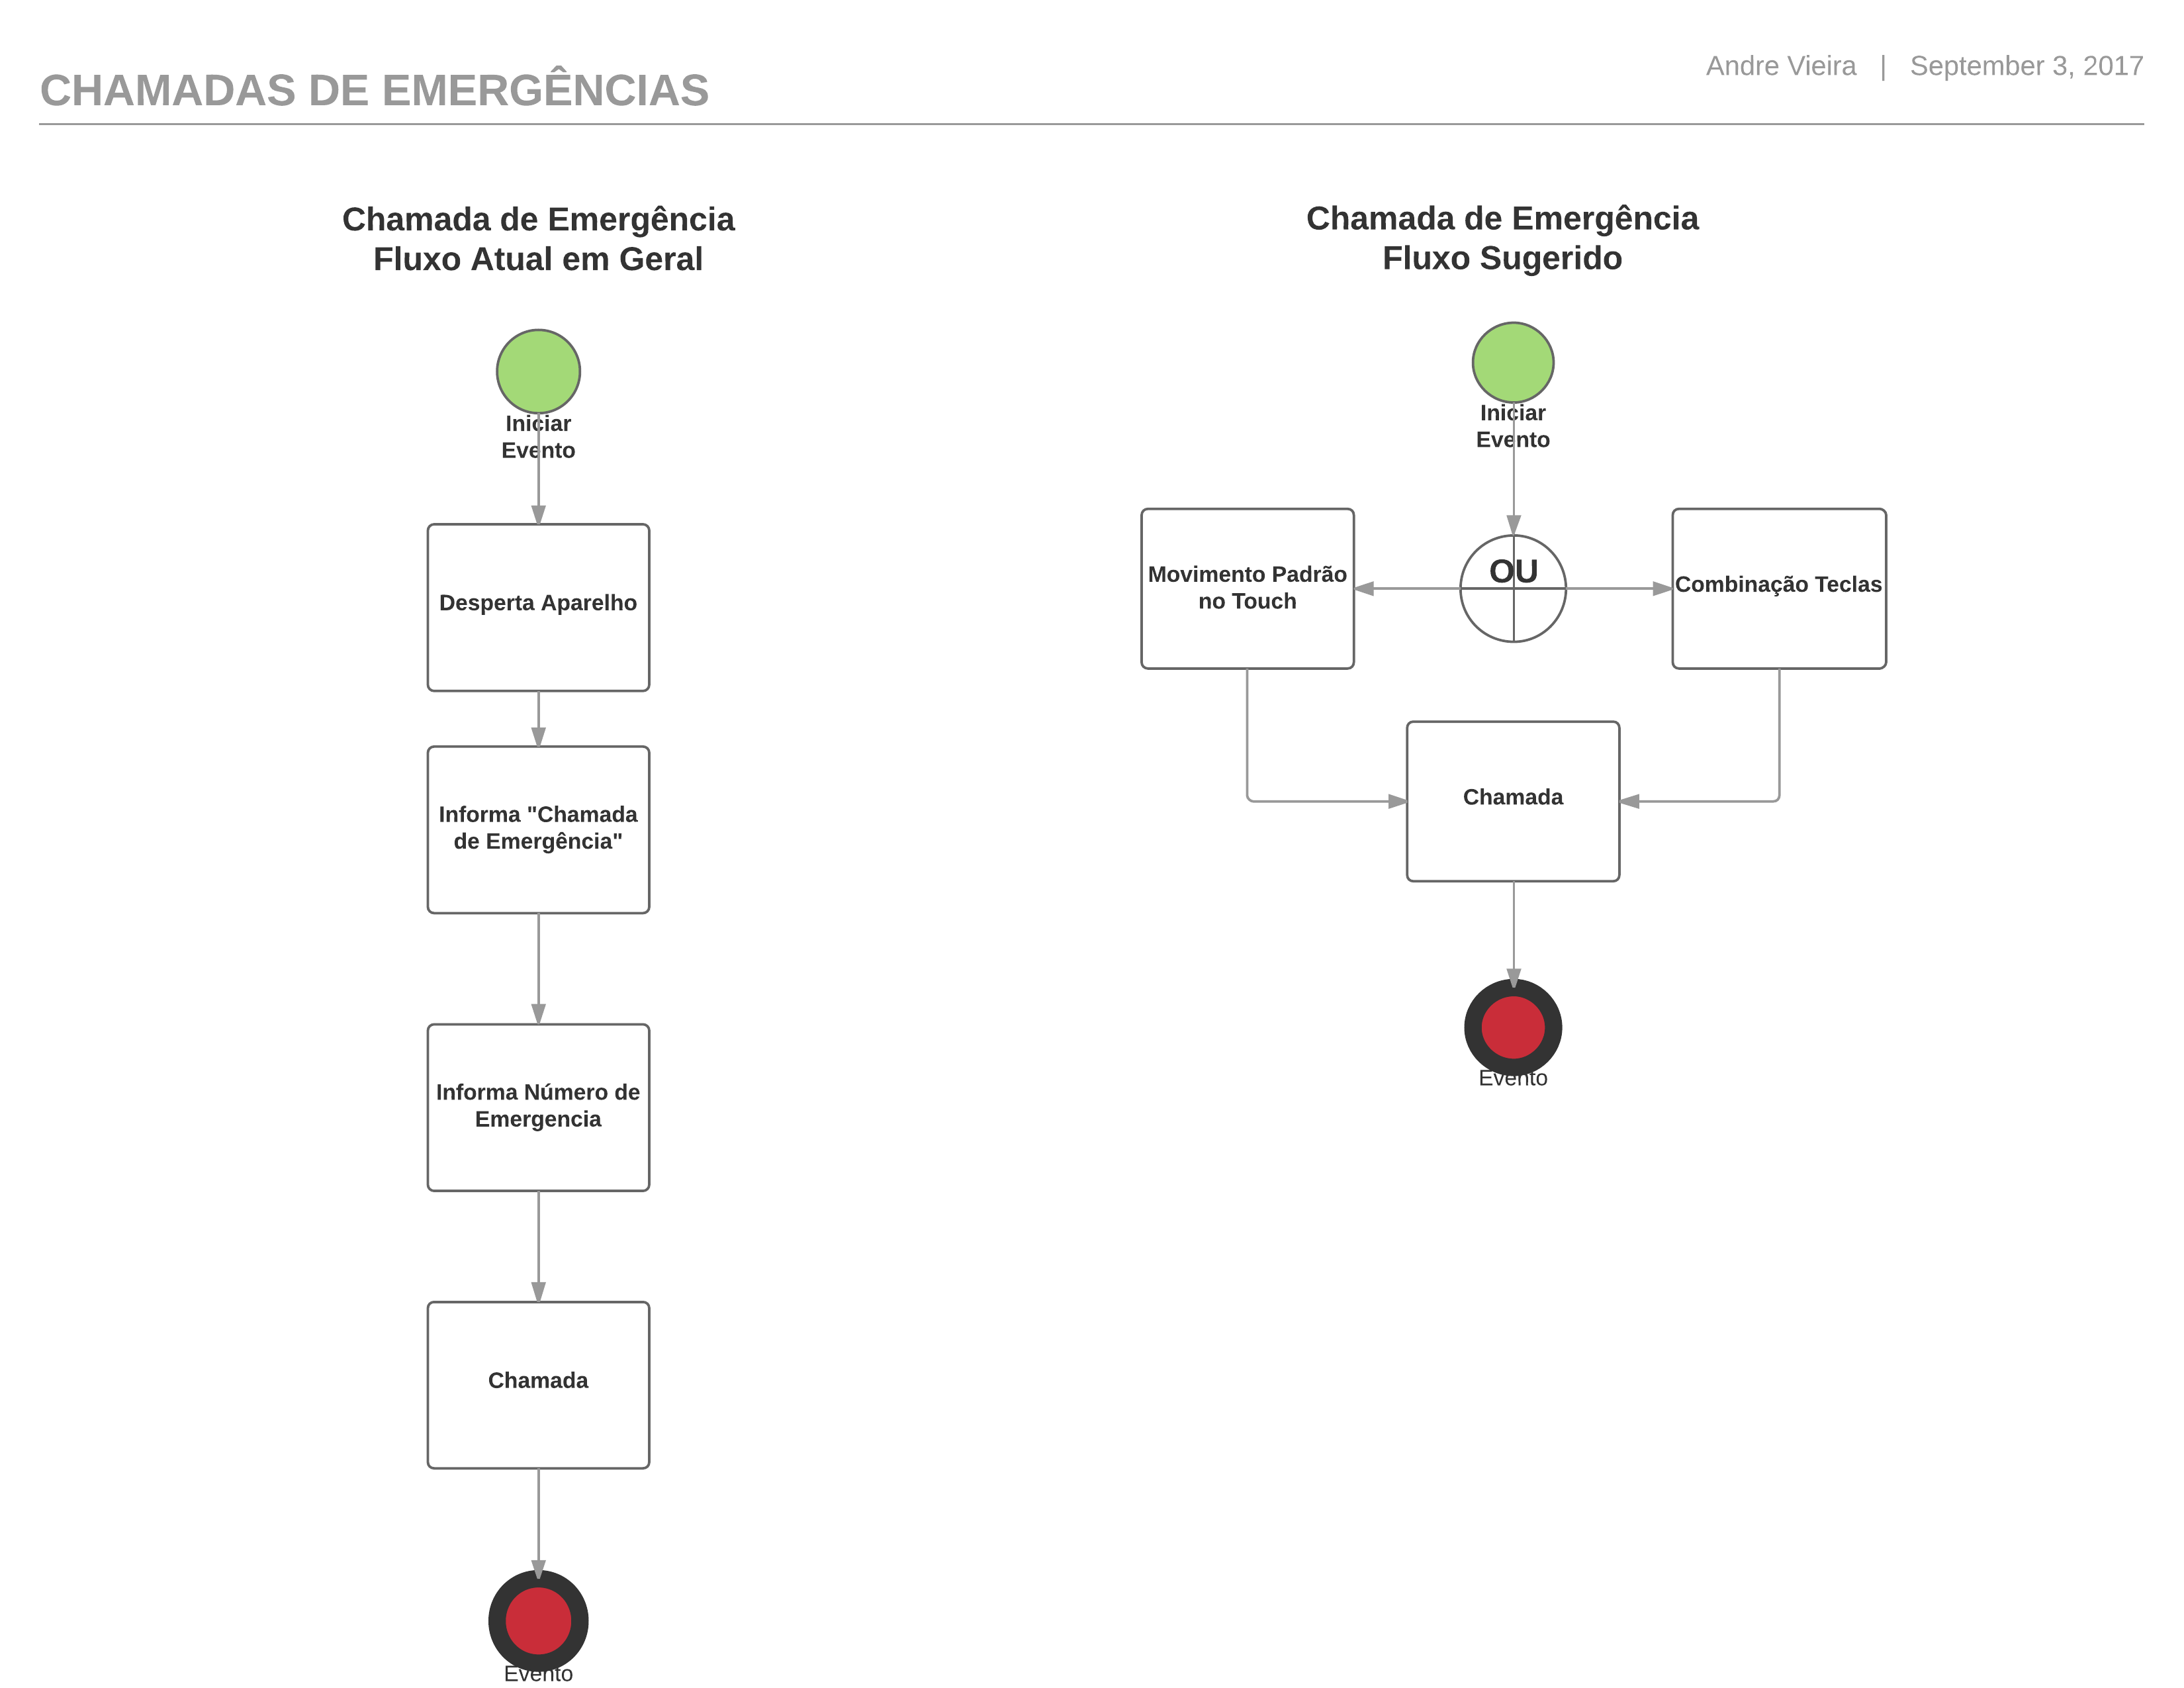 CHAMADAS DE EMERGÊNCIAS
Andre Vieira | September 3, 2017
Chamada de Emergência
Fluxo Atual em Geral
Iniciar
Evento
Desperta Aparelho
Informa "Chamada
de Emergência"
Informa Número de
Emergencia
Chamada
Evento
Chamada de Emergência
Fluxo Sugerido
Iniciar
Evento
Movimento Padrão
no Touch
OU
Combinação Teclas
Chamada
Evento